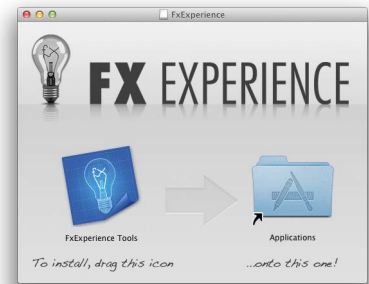 FxExperience
FX EXPERIENCE
FxExperience Tools
Applications
To install, drag this icon
...onto this one!